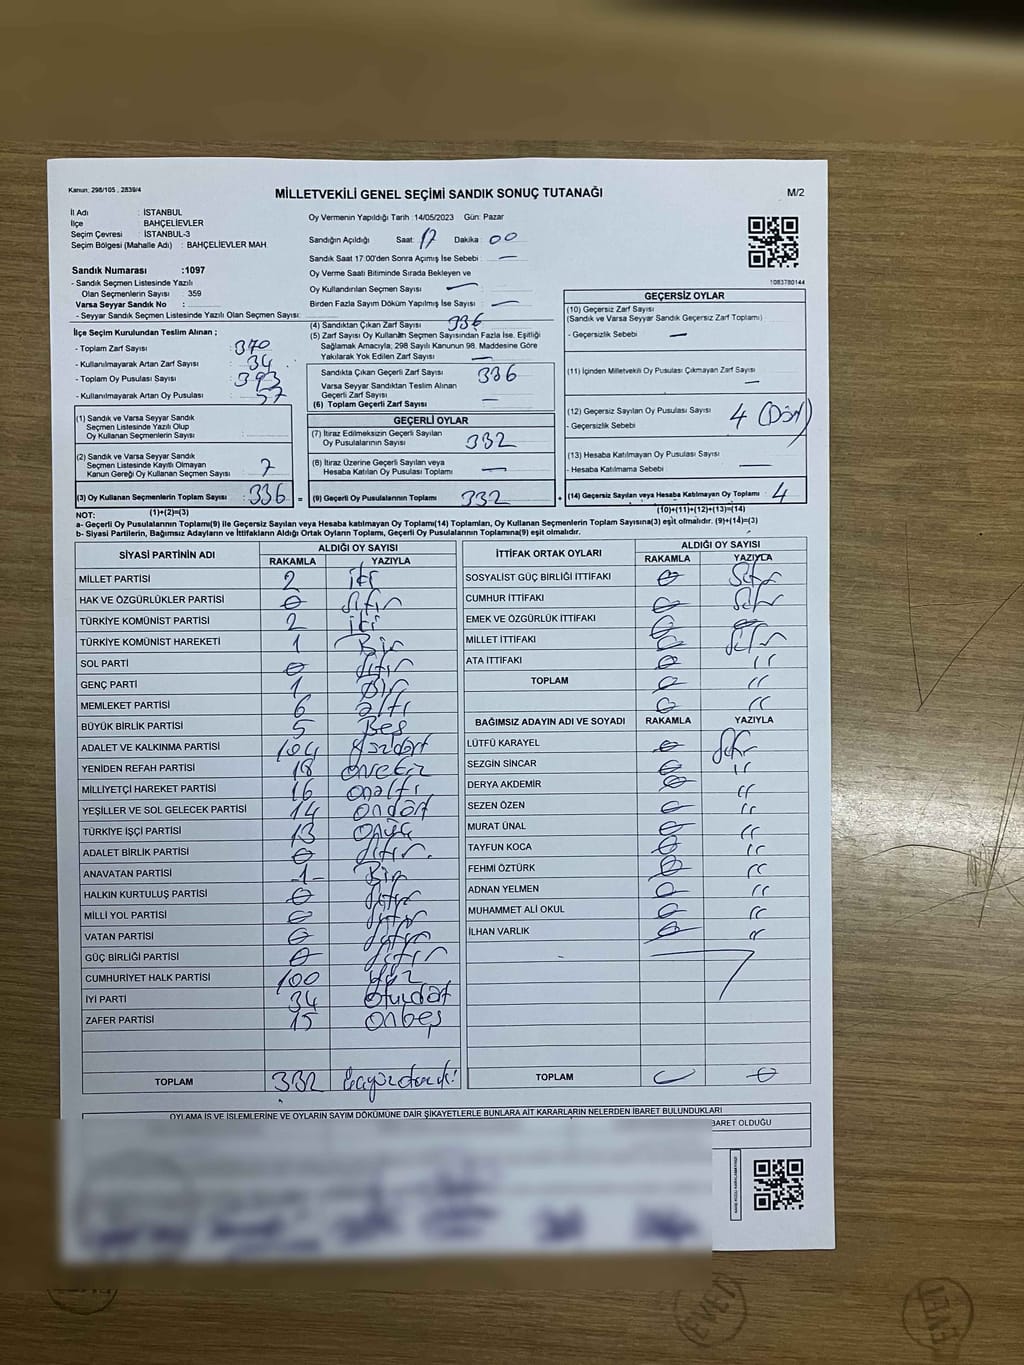 Kanun: 298/105 , 2839/4
MİLLETVEKİLİ GENEL SEÇİMİ SANDIK SONUÇ TUTANAĞI
M/2
İl Adı : İSTANBUL
İlçe BAHÇELİEVLER
Seçim Çevresi : İSTANBUL-3
Seçim Bölgesi (Mahalle Adı) : BAHÇELİEVLER MAH.
Sandık Numarası :1097
- Sandık Seçmen Listesinde Yazılı
Olan Seçmenlerin Sayısı 359
Varsa Seyyar Sandık No :
- Seyyar Sandık Seçmen Listesinde Yazılı Olan Seçmen Sayısı:
Oy Vermenin Yapıldığı Tarih :14/05/2023 Gün: Pazar
Sandığın Açıldığı Saat: 17 Dakika: 00
Sandık Saat 17:00'den Sonra Açımış İse Sebebi : —
Oy Verme Saati Bitiminde Sırada Bekleyen ve
Oy Kullandırılan Seçmen Sayısı : —
Birden Fazla Sayım Döküm Yapılmış İse Sayısı : —
1083780144
İlçe Seçim Kurulundan Teslim Alınan ;
- Toplam Zarf Sayısı : 370
- Kullanılmayarak Artan Zarf Sayısı : 34
- Toplam Oy Pusulası Sayısı : 393
- Kullanılmayarak Artan Oy Pusulası : 57
(1) Sandık ve Varsa Seyyar Sandık
Seçmen Listesinde Yazılı Olup
Oy Kullanan Seçmenlerin Sayısı :
(2) Sandık ve Varsa Seyyar Sandık
Seçmen Listesinde Kayıtlı Olmayan
Kanun Gereği Oy Kullanan Seçmen Sayısı : 7
(3) Oy Kullanan Seçmenlerin Toplam Sayısı : 336 =
(1)+(2)=(3)
(4) Sandıktan Çıkan Zarf Sayısı : 336
(5) Zarf Sayısı Oy Kullanan Seçmen Sayısından Fazla İse, Eşitliği
Sağlamak Amacıyla, 298 Sayılı Kanunun 98. Maddesine Göre
Yakılarak Yok Edilen Zarf Sayısı : —
Sandıkta Çıkan Geçerli Zarf Sayısı : 336
Varsa Seyyar Sandıktan Teslim Alınan
Geçerli Zarf Sayısı : —
(6) Toplam Geçerli Zarf Sayısı :
GEÇERLİ OYLAR
(7) İtiraz Edilmeksizin Geçerli Sayılan
Oy Pusulalarının Sayısı : 332
(8) İtiraz Üzerine Geçerli Sayılan veya
Hesaba Katılan Oy Pusulası Toplamı : —
(9) Geçerli Oy Pusulalarının Toplamı : 332 +
GEÇERSİZ OYLAR
(10) Geçersiz Zarf Sayısı
(Sandık ve Varsa Seyyar Sandık Geçersiz Zarf Toplamı) :
- Geçersizlik Sebebi : —
(11) İçinden Milletvekili Oy Pusulası Çıkmayan Zarf Sayısı : —
(12) Geçersiz Sayılan Oy Pusulası Sayısı : 4 (Dört)
- Geçersizlik Sebebi :
(13) Hesaba Katılmayan Oy Pusulası Sayısı :
- Hesaba Katılmama Sebebi : —
(14) Geçersiz Sayılan veya Hesaba Katılmayan Oy Toplamı : 4
(10)+(11)+(12)+(13)=(14)
NOT:
a- Geçerli Oy Pusulalarının Toplamı(9) ile Geçersiz Sayılan veya Hesaba Katılmayan Oy Toplamı(14) Toplamları, Oy Kullanan Seçmenlerin Toplam Sayısına(3) eşit olmalıdır. (9)+(14)=(3)
b- Siyasi Partilerin, Bağımsız Adayların ve İttifakların Aldığı Ortak Oyların Toplamı, Geçerli Oy Pusulalarının Toplamına(9) eşit olmalıdır.
SİYASİ PARTİNİN ADI ALDIĞI OY SAYISI
RAKAMLA YAZIYLA
MİLLET PARTİSİ 2 iki
HAK VE ÖZGÜRLÜKLER PARTİSİ 0 sıfır
TÜRKİYE KOMÜNİST PARTİSİ 2 iki
TÜRKİYE KOMÜNİST HAREKETİ 1 Bir
SOL PARTİ 0 sıfır
GENÇ PARTİ 1 Bir
MEMLEKET PARTİSİ 6 altı
BÜYÜK BİRLİK PARTİSİ 5 Beş
ADALET VE KALKINMA PARTİSİ 104 yüzdört
YENİDEN REFAH PARTİSİ 18 onsekiz
MİLLİYETÇİ HAREKET PARTİSİ 16 onaltı
YEŞİLLER VE SOL GELECEK PARTİSİ 14 ondört
TÜRKİYE İŞÇİ PARTİSİ 13 onüç
ADALET BİRLİK PARTİSİ 0 sıfır.
ANAVATAN PARTİSİ 1 Bir
HALKIN KURTULUŞ PARTİSİ 0 sıfır
MİLLİ YOL PARTİSİ 0 sıfır
VATAN PARTİSİ 0 sıfır
GÜÇ BİRLİĞİ PARTİSİ 0 sıfır
CUMHURİYET HALK PARTİSİ 100 yüz
İYİ PARTİ 34 otuzdört
ZAFER PARTİSİ 15 onbeş
TOPLAM 332
İTTİFAK ORTAK OYLARI ALDIĞI OY SAYISI
RAKAMLA YAZIYLA
SOSYALİST GÜÇ BİRLİĞİ İTTİFAKI 0 Sıfır
CUMHUR İTTİFAKI 0 Sıfır
EMEK VE ÖZGÜRLÜK İTTİFAKI 0
MİLLET İTTİFAKI 0 Sıfır
ATA İTTİFAKI 0 "
TOPLAM 0 "
0 "
BAĞIMSIZ ADAYIN ADI VE SOYADI RAKAMLA YAZIYLA
LÜTFÜ KARAYEL 0 Sıfır
SEZGİN SİNCAR 0 "
DERYA AKDEMİR 0 "
SEZEN ÖZEN 0 "
MURAT ÜNAL 0 "
TAYFUN KOCA 0 "
FEHMİ ÖZTÜRK 0 "
ADNAN YELMEN 0 "
MUHAMMET ALİ OKUL 0 "
İLHAN VARLIK 0 "
TOPLAM 0
OYLAMA İŞ VE İŞLEMLERİNE VE OYLARIN SAYIM DÖKÜMÜNE DAİR ŞİKAYETLERLE BUNLARA AİT KARARLARIN NELERDEN İBARET BULUNDUKLARI
BARET OLDUĞU
EVET
EVET